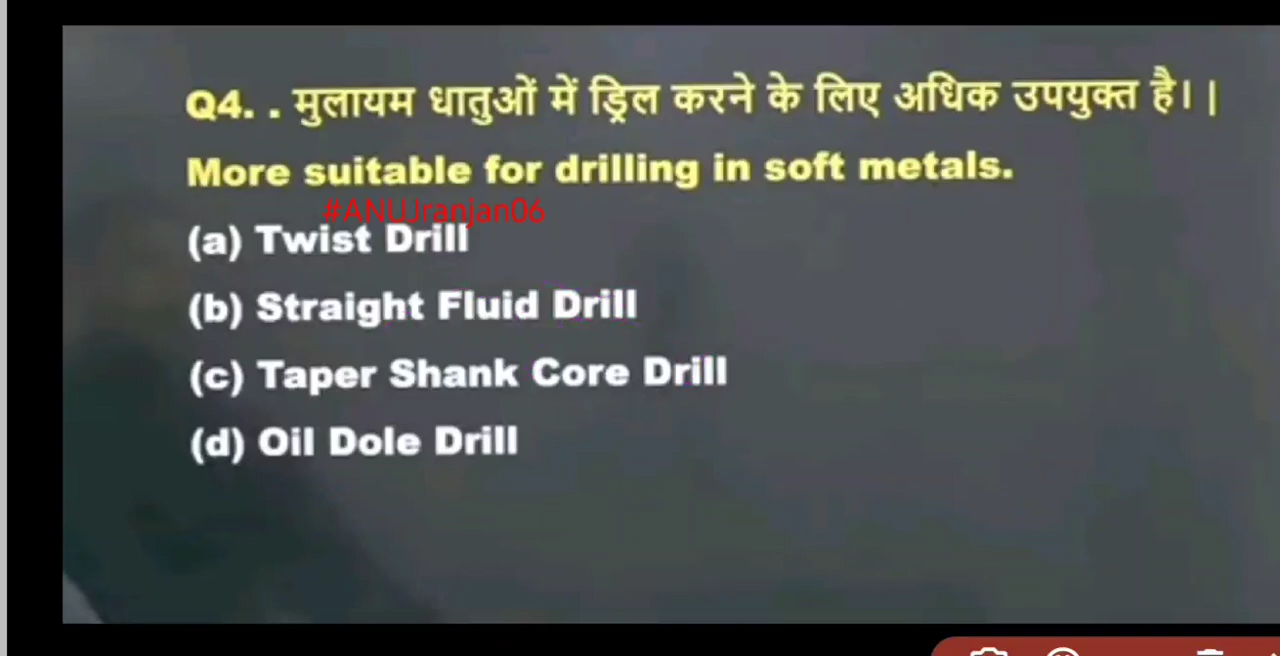 Q4. . मुलायम धातुओं में ड्रिल करने के लिए अधिक उपयुक्त है। |
More suitable for drilling in soft metals.
#ANUJranjan06
(a) Twist Drill
(b) Straight Fluid Drill
(c) Taper Shank Core Drill
(d) Oil Dole Drill